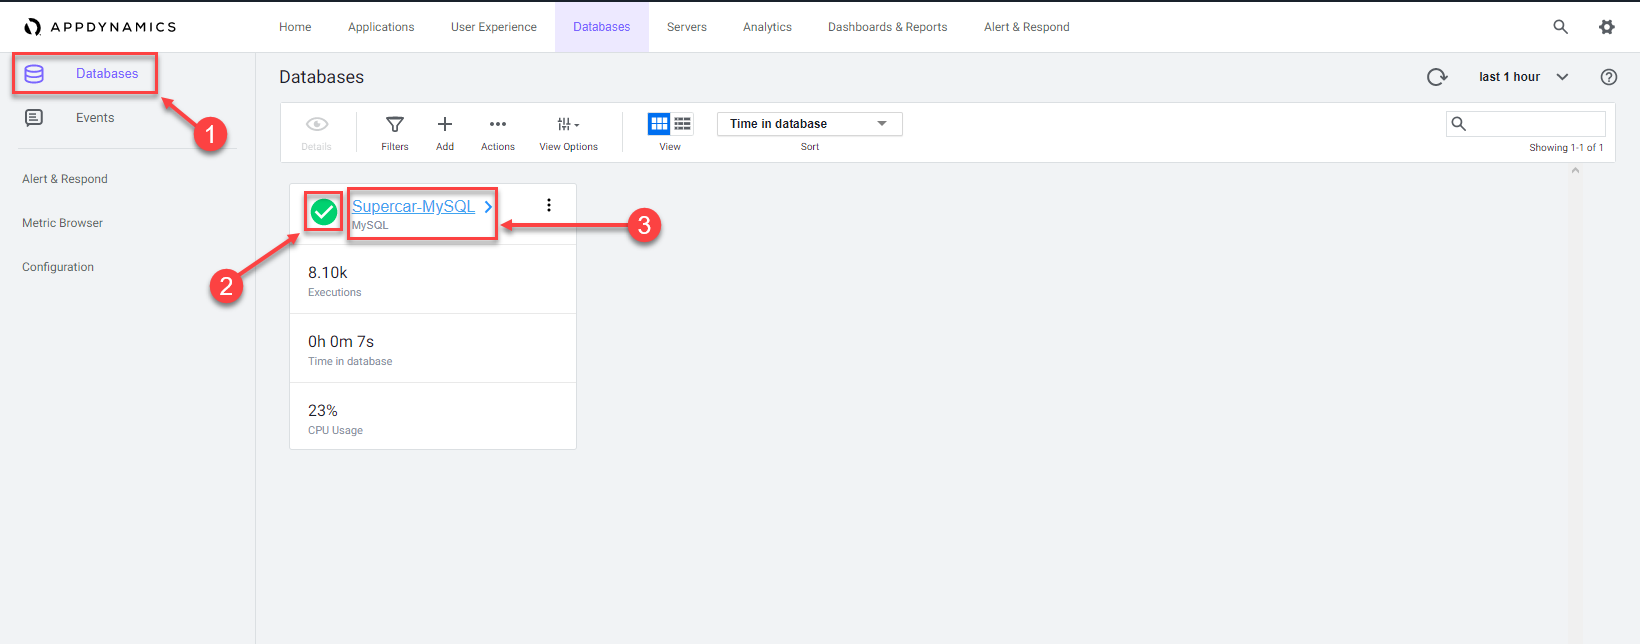 APPDYNAMICS
Home Applications User Experience Databases Servers Analytics Dashboards & Reports Alert & Respond
Databases
Events
Alert & Respond
Metric Browser
Configuration
1
Databases
last 1 hour
Details Filters Add Actions View Options View
Time in database
Sort
Showing 1-1 of 1
Supercar-MySQL
MySQL
2
3
8.10k
Executions
0h 0m 7s
Time in database
23%
CPU Usage